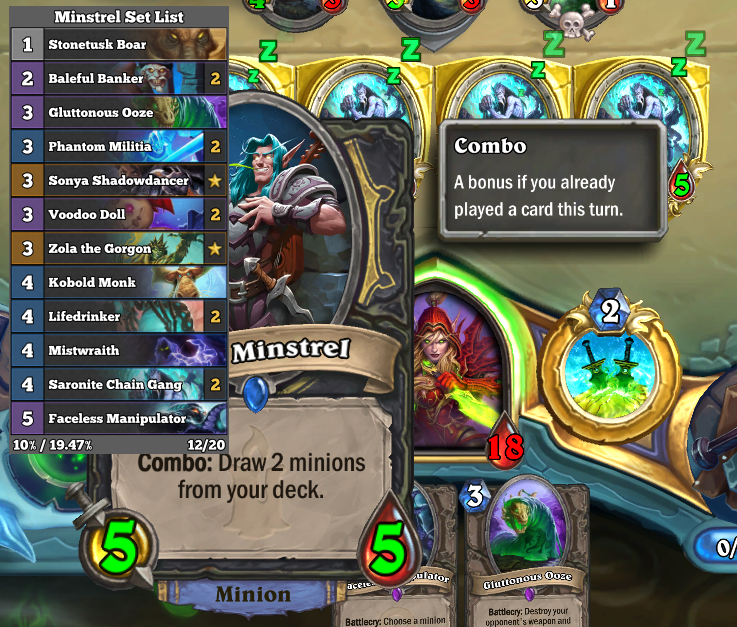 Minstrel Set List
1 Stonetusk Boar
2 Baleful Banker 2
3 Gluttonous Ooze
3 Phantom Militia 2
3 Sonya Shadowdancer
3 Voodoo Doll 2
3 Zola the Gorgon
4 Kobold Monk
4 Lifedrinker 2
4 Mistwraith
4 Saronite Chain Gang 2
5 Faceless Manipulator
10% / 19.47% 12/20
Z Z Z Z
z z z z
Combo
A bonus if you already
played a card this turn.
5
2
18
Minstrel
Combo: Draw 2 minions
from your deck.
5 5
Minion
Battlecry: Choose a minion
3
Gluttonous Ooze
Battlecry: Destroy your
opponent's weapon and
0/